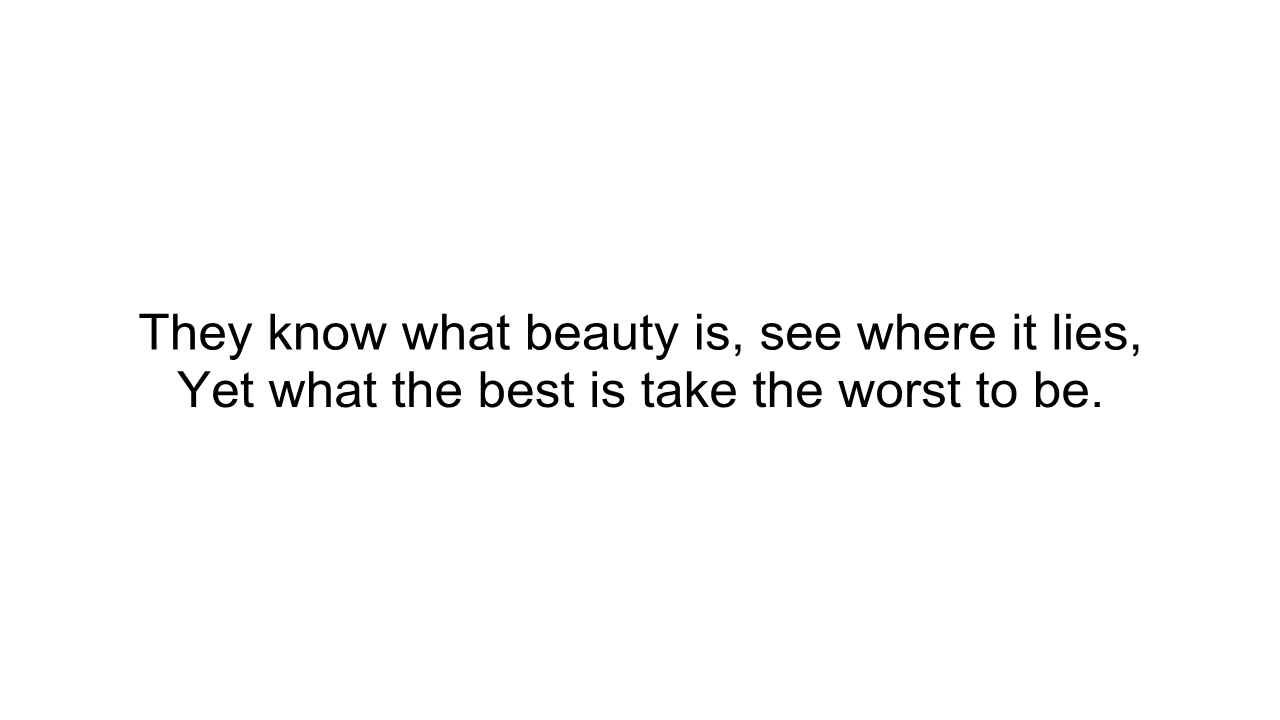 They know what beauty is, see where it lies,
Yet what the best is take the worst to be.